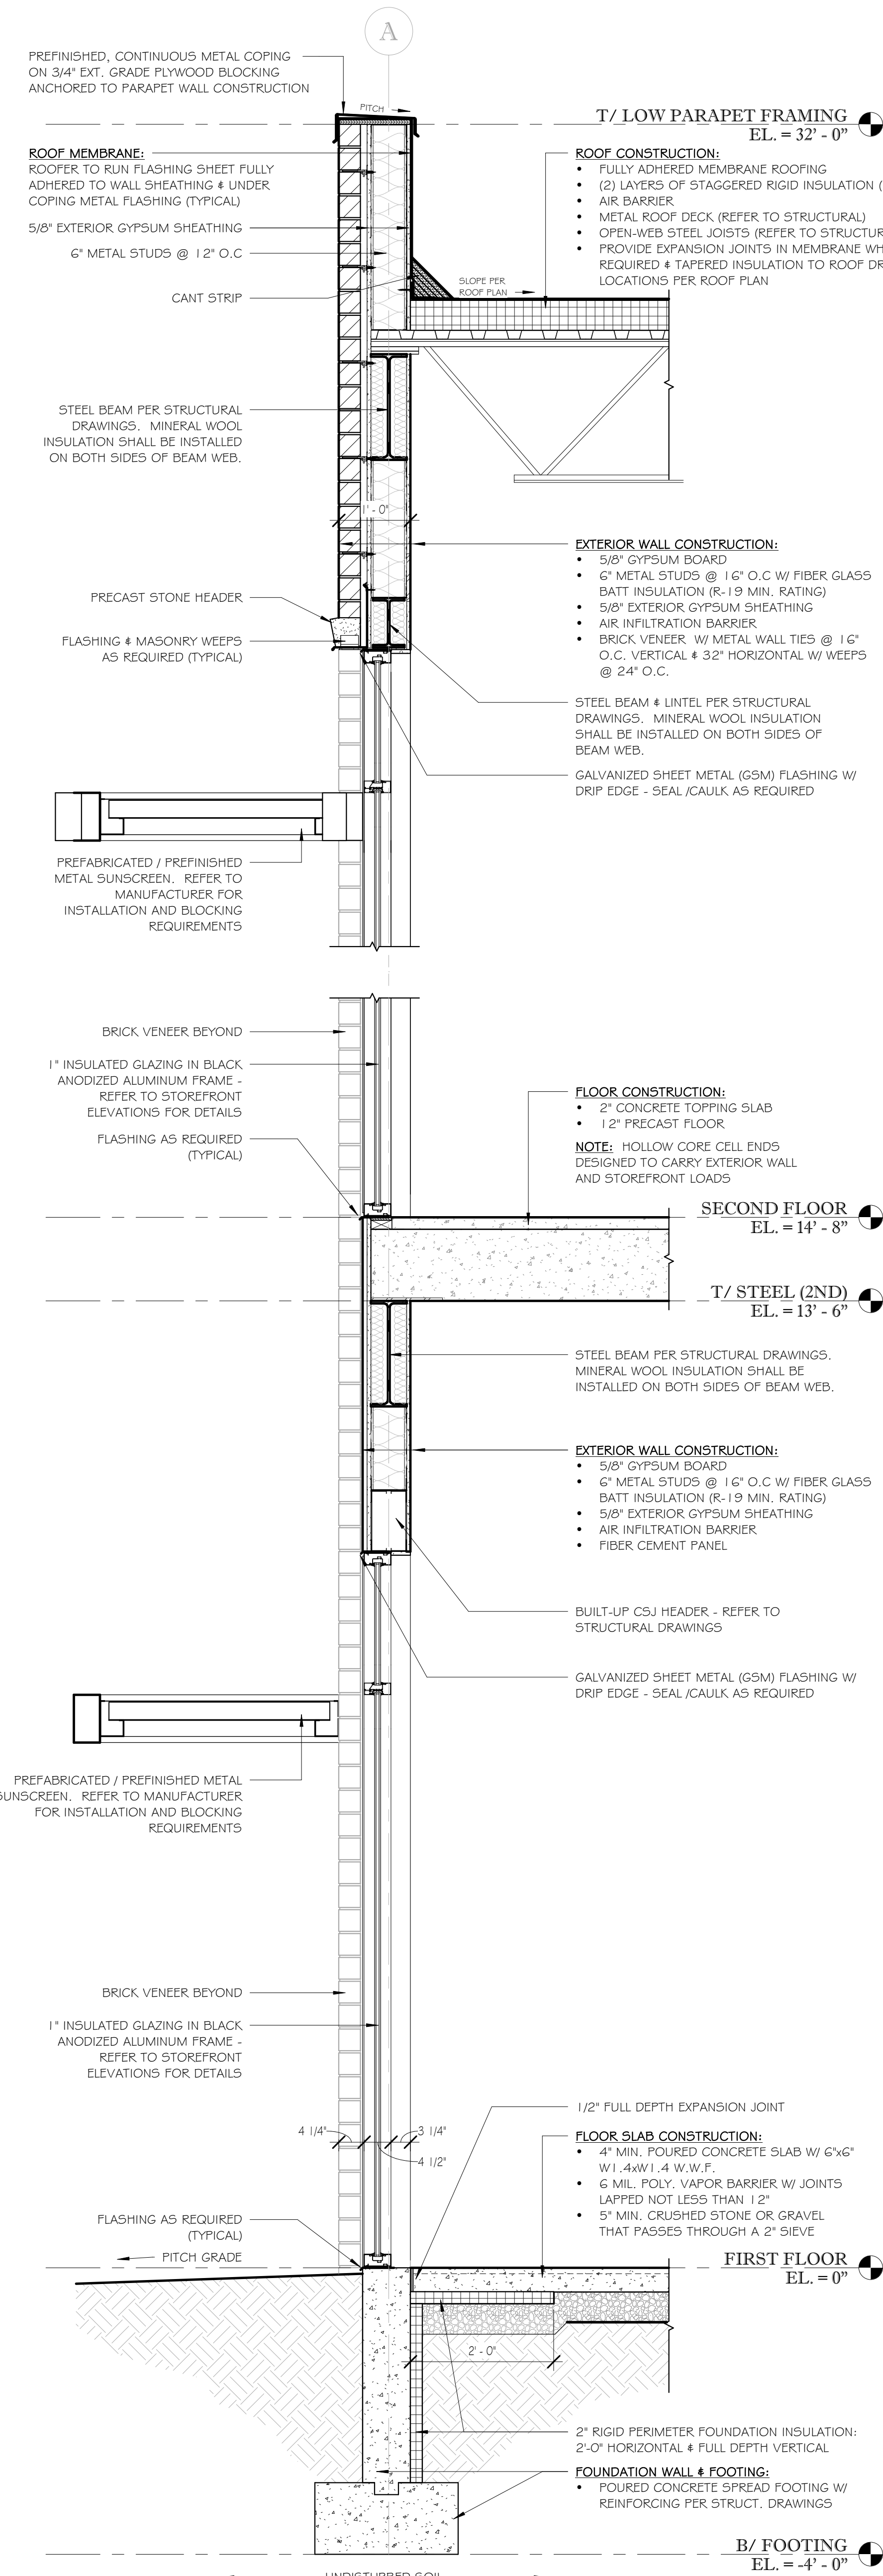 A
PREFINISHED, CONTINUOUS METAL COPING
ON 3/4" EXT. GRADE PLYWOOD BLOCKING
ANCHORED TO PARAPET WALL CONSTRUCTION
PITCH
T/ LOW PARAPET FRAMING
EL. = 32' - 0"
ROOF MEMBRANE:
ROOFER TO RUN FLASHING SHEET FULLY
ADHERED TO WALL SHEATHING & UNDER
COPING METAL FLASHING (TYPICAL)
5/8" EXTERIOR GYPSUM SHEATHING
6" METAL STUDS @ 12" O.C
CANT STRIP
SLOPE PER
ROOF PLAN
ROOF CONSTRUCTION:
• FULLY ADHERED MEMBRANE ROOFING
• (2) LAYERS OF STAGGERED RIGID INSULATION (
• AIR BARRIER
• METAL ROOF DECK (REFER TO STRUCTURAL)
• OPEN-WEB STEEL JOISTS (REFER TO
• PROVIDE EXPANSION JOINTS IN MEMBRANE
REQUIRED & TAPERED INSULATION TO ROOF
LOCATIONS PER ROOF PLAN
STEEL BEAM PER STRUCTURAL
DRAWINGS. MINERAL WOOL
INSULATION SHALL BE INSTALLED
ON BOTH SIDES OF BEAM WEB.
1' - 0"
PRECAST STONE HEADER
FLASHING & MASONRY WEEPS
AS REQUIRED (TYPICAL)
EXTERIOR WALL CONSTRUCTION:
• 5/8" GYPSUM BOARD
• 6" METAL STUDS @ 16" O.C W/ FIBER GLASS
BATT INSULATION (R-19 MIN. RATING)
• 5/8" EXTERIOR GYPSUM SHEATHING
• AIR INFILTRATION BARRIER
• BRICK VENEER W/ METAL WALL TIES @ 16"
O.C. VERTICAL & 32" HORIZONTAL W/ WEEPS
@ 24" O.C.
STEEL BEAM & LINTEL PER STRUCTURAL
DRAWINGS. MINERAL WOOL INSULATION
SHALL BE INSTALLED ON BOTH SIDES OF
BEAM WEB.
GALVANIZED SHEET METAL (GSM) FLASHING W/
DRIP EDGE - SEAL /CAULK AS REQUIRED
PREFABRICATED / PREFINISHED
METAL SUNSCREEN. REFER TO
MANUFACTURER FOR
INSTALLATION AND BLOCKING
REQUIREMENTS
BRICK VENEER BEYOND
1" INSULATED GLAZING IN BLACK
ANODIZED ALUMINUM FRAME -
REFER TO STOREFRONT
ELEVATIONS FOR DETAILS
FLASHING AS REQUIRED
(TYPICAL)
FLOOR CONSTRUCTION:
• 2" CONCRETE TOPPING SLAB
• 12" PRECAST FLOOR
NOTE: HOLLOW CORE CELL ENDS
DESIGNED TO CARRY EXTERIOR WALL
AND STOREFRONT LOADS
SECOND FLOOR
EL. = 14' - 8"
T/ STEEL (2ND)
EL. = 13' - 6"
STEEL BEAM PER STRUCTURAL DRAWINGS.
MINERAL WOOL INSULATION SHALL BE
INSTALLED ON BOTH SIDES OF BEAM WEB.
EXTERIOR WALL CONSTRUCTION:
• 5/8" GYPSUM BOARD
• 6" METAL STUDS @ 16" O.C W/ FIBER GLASS
BATT INSULATION (R-19 MIN. RATING)
• 5/8" EXTERIOR GYPSUM SHEATHING
• AIR INFILTRATION BARRIER
• FIBER CEMENT PANEL
BUILT-UP CSJ HEADER - REFER TO
STRUCTURAL DRAWINGS
GALVANIZED SHEET METAL (GSM) FLASHING W/
DRIP EDGE - SEAL /CAULK AS REQUIRED
PREFABRICATED / PREFINISHED METAL
SUNSCREEN. REFER TO MANUFACTURER
FOR INSTALLATION AND BLOCKING
REQUIREMENTS
BRICK VENEER BEYOND
1" INSULATED GLAZING IN BLACK
ANODIZED ALUMINUM FRAME -
REFER TO STOREFRONT
ELEVATIONS FOR DETAILS
4 1/4"
3 1/4"
4 1/2"
1/2" FULL DEPTH EXPANSION JOINT
FLOOR SLAB CONSTRUCTION:
• 4" MIN. POURED CONCRETE SLAB W/ 6"x6"
W1.4xW1.4 W.W.F.
• 6 MIL. POLY. VAPOR BARRIER W/ JOINTS
LAPPED NOT LESS THAN 12"
• 5" MIN. CRUSHED STONE OR GRAVEL
THAT PASSES THROUGH A 2" SIEVE
FLASHING AS REQUIRED
(TYPICAL)
PITCH GRADE
FIRST FLOOR
EL. = 0"
2' - 0"
2" RIGID PERIMETER FOUNDATION INSULATION:
2'-0" HORIZONTAL & FULL DEPTH VERTICAL
FOUNDATION WALL & FOOTING:
• POURED CONCRETE SPREAD FOOTING W/
REINFORCING PER STRUCT. DRAWINGS
B/ FOOTING
EL. = -4' - 0"
UNDISTURBED SOIL